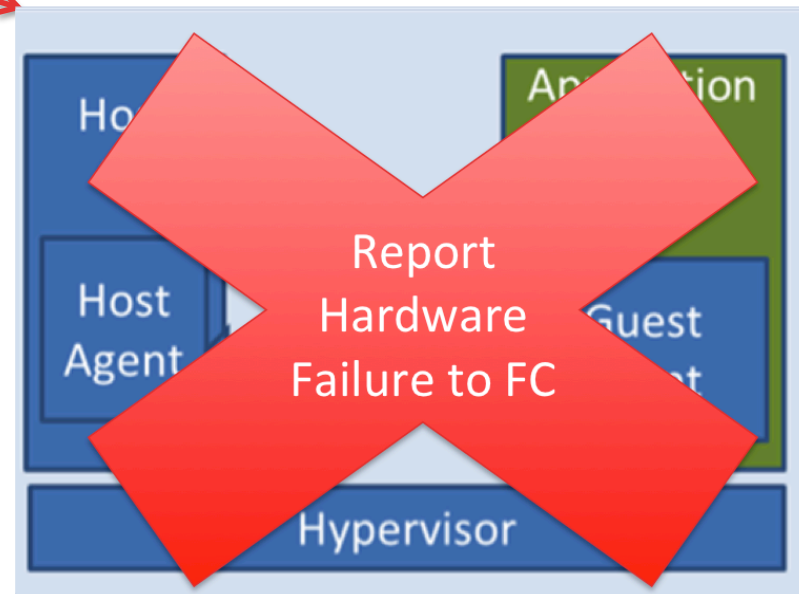 Report
Hardware
Failure to FC
Host
Agent
Guest
Hypervisor